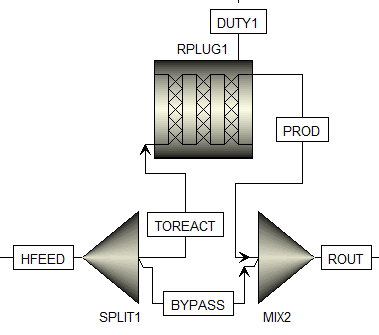 DUTY1
RPLUG1
PROD
TOREACT
HFEED
ROUT
BYPASS
SPLIT1
MIX2